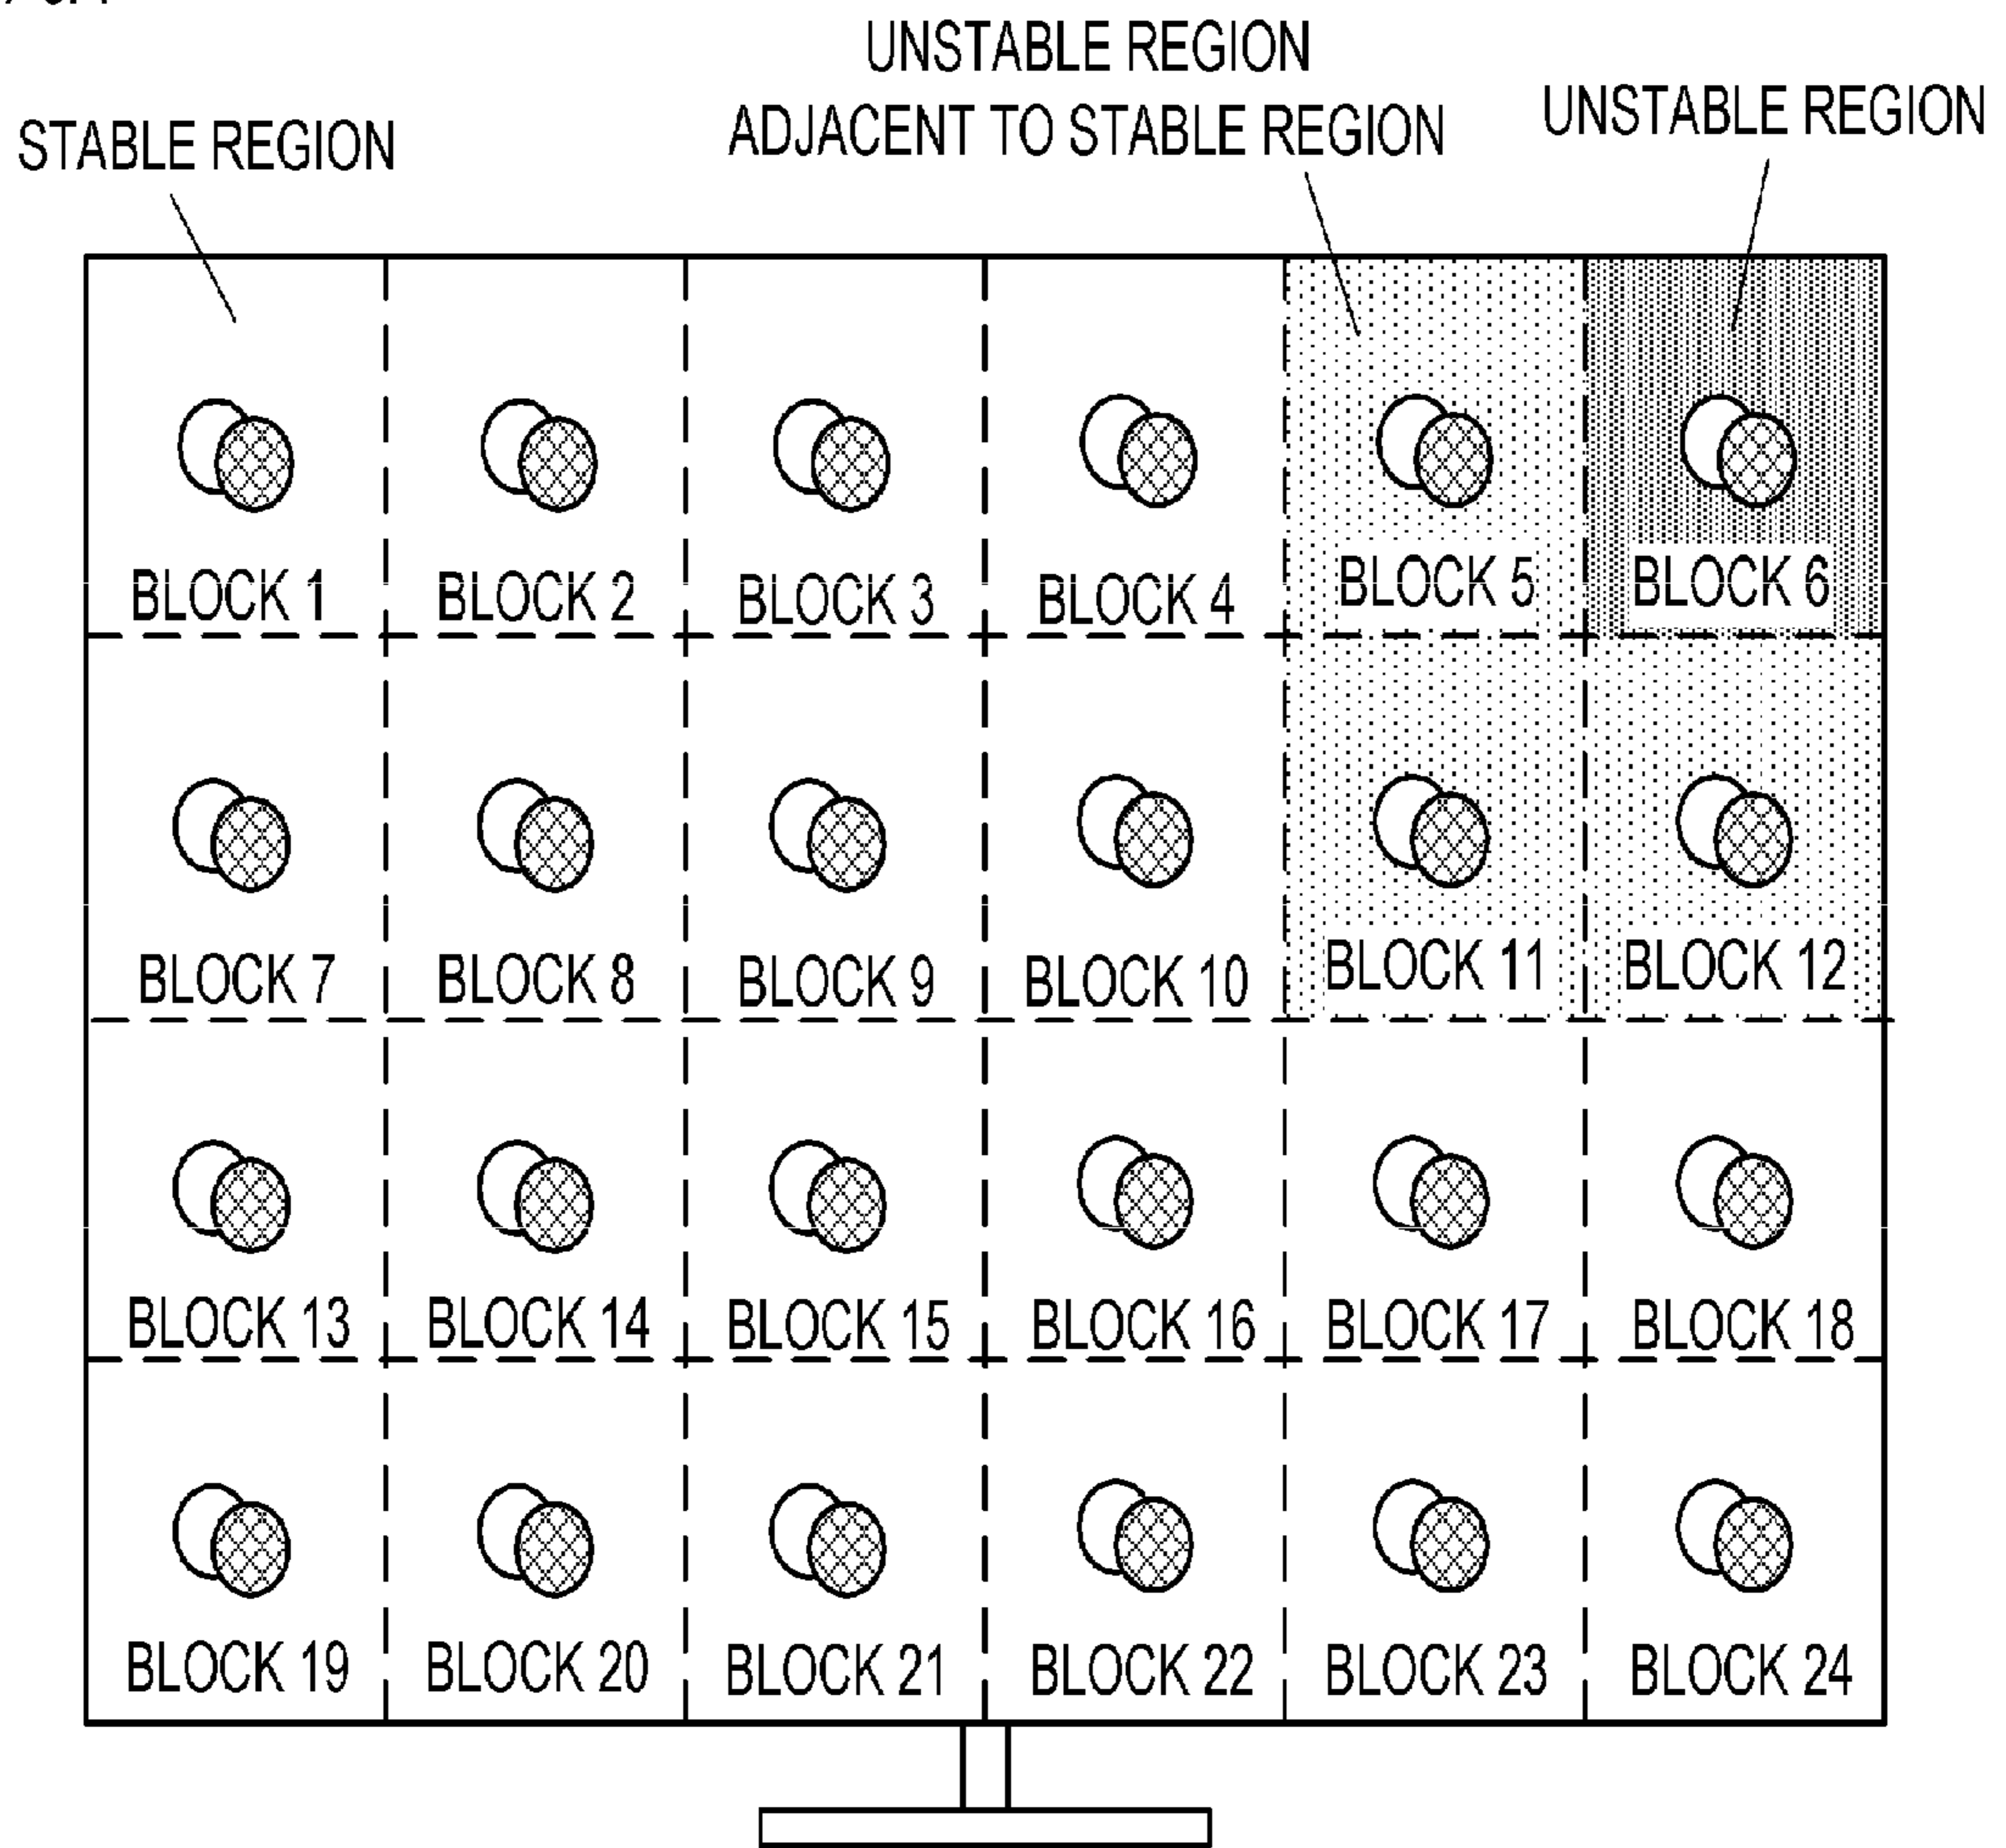 UNSTABLE REGION
ADJACENT TO STABLE REGION
UNSTABLE REGION
STABLE REGION
BLOCK 1
BLOCK 2
BLOCK 3
BLOCK 4
BLOCK 5
BLOCK 6
BLOCK 7
BLOCK 8
BLOCK 9
BLOCK 10
BLOCK 11
BLOCK 12
BLOCK 13
BLOCK 14
BLOCK 15
BLOCK 16
BLOCK 17
BLOCK 18
BLOCK 19
BLOCK 20
BLOCK 21
BLOCK 22
BLOCK 23
BLOCK 24